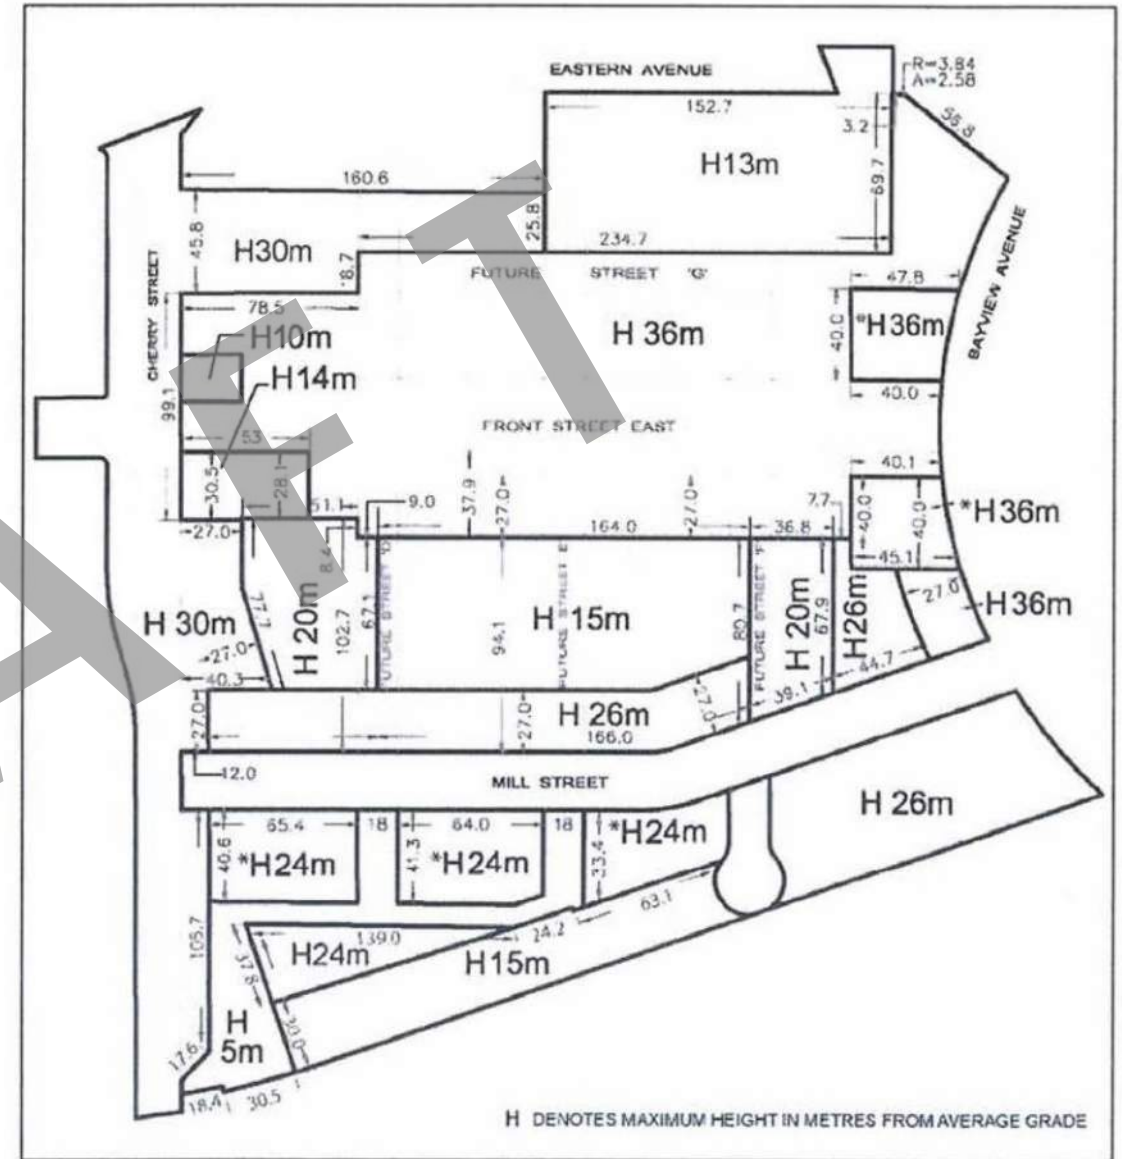 EASTERN AVENUE
R=3.84
A=2.58
152.7
3.2
56.8
H13m
69.7
160.6
25.8
45.8
H30m
234.7
18.7
FUTURE STREET 'G'
BAYVIEW AVENUE
CHERRY STREET
78.5
47.8
H10m
H 36m
40.0
*H36m
H14m
99.1
40.0
53
FRONT STREET EAST
40.1
30.5
28.1
51.1
9.0
37.9
27.0
27.0
7.7
40.0
40.0
*H36m
27.0
164.0
36.8
8.4
45.1
H 30m
77.7
H 20m
102.7
67.1
FUTURE STREET 'D'
94.1
H 15m
FUTURE STREET E
80.7
FUTURE STREET 'F'
H 20m
67.9
H26m
27.0
H36m
27.0
40.3
44.7
39.1
27.0
27.0
H 26m
27.0
166.0
12.0
MILL STREET
H 26m
65.4
18
64.0
18
*H24m
40.6
*H24m
41.3
*H24m
33.4
63.1
105.7
139.0
24.2
H24m
37.8
H15m
H
5m
30.0
17.6
18.4
30.5
H DENOTES MAXIMUM HEIGHT IN METRES FROM AVERAGE GRADE